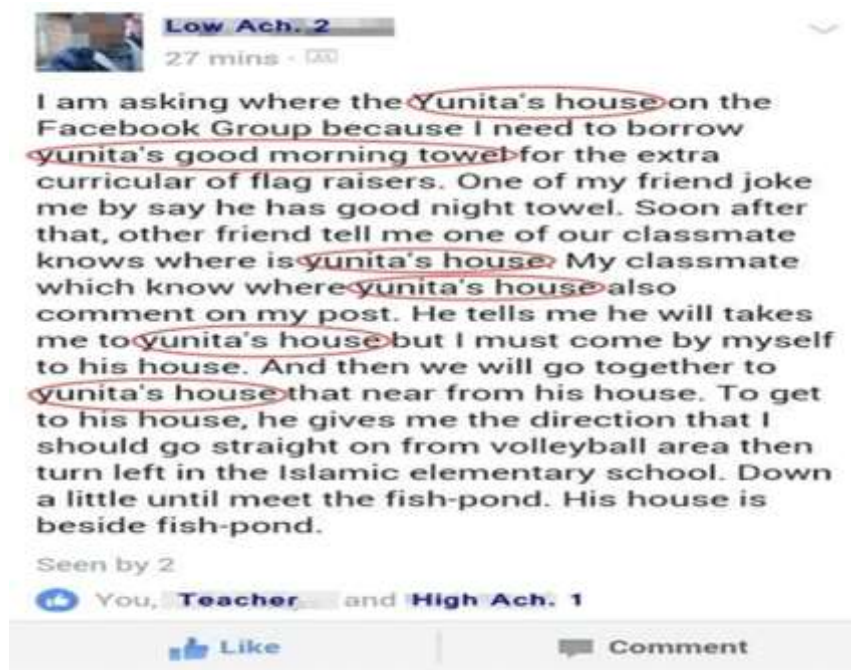 Low Ach. 2
27 mins ·
I am asking where the Yunita's house on the
Facebook Group because I need to borrow
yunita's good morning towel for the extra
curricular of flag raisers. One of my friend joke
me by say he has good night towel. Soon after
that, other friend tell me one of our classmate
knows where is yunita's house. My classmate
which know where yunita's house also
comment on my post. He tells me he will takes
me to yunita's house but I must come by myself
to his house. And then we will go together to
yunita's house that near from his house. To get
to his house, he gives me the direction that I
should go straight on from volleyball area then
turn left in the Islamic elementary school. Down
a little until meet the fish-pond. His house is
beside fish-pond.
Seen by 2
You, Teacher and High Ach. 1
Like Comment